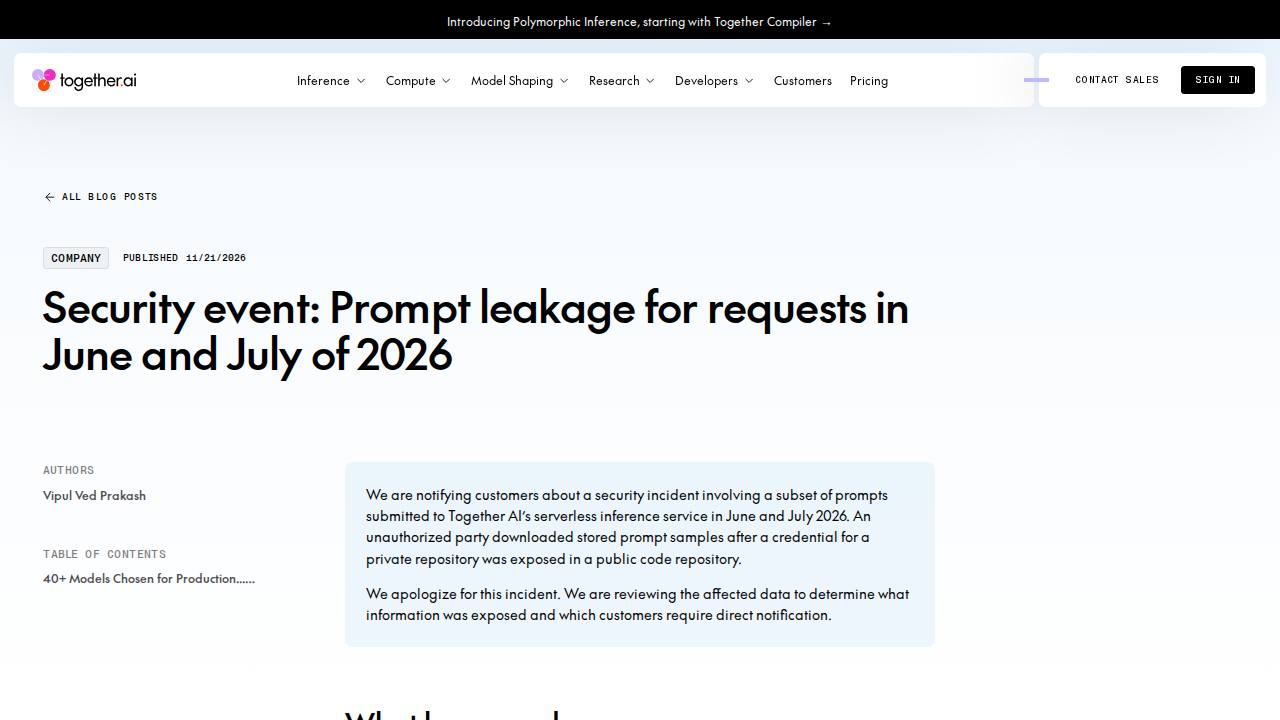 Introducing Polymorphic Inference, starting with Together Compiler →
together.ai
Inference
Compute
Model Shaping
Research
Developers
Customers
Pricing
CONTACT SALES
SIGN IN
← ALL BLOG POSTS
COMPANY
PUBLISHED 11/21/2026
Security event: Prompt leakage for requests in
June and July of 2026
AUTHORS
Vipul Ved Prakash
TABLE OF CONTENTS
40+ Models Chosen for Production......
We are notifying customers about a security incident involving a subset of prompts
submitted to Together AI’s serverless inference service in June and July 2026. An
unauthorized party downloaded stored prompt samples after a credential for a
private repository was exposed in a public code repository.
We apologize for this incident. We are reviewing the affected data to determine what
information was exposed and which customers require direct notification.